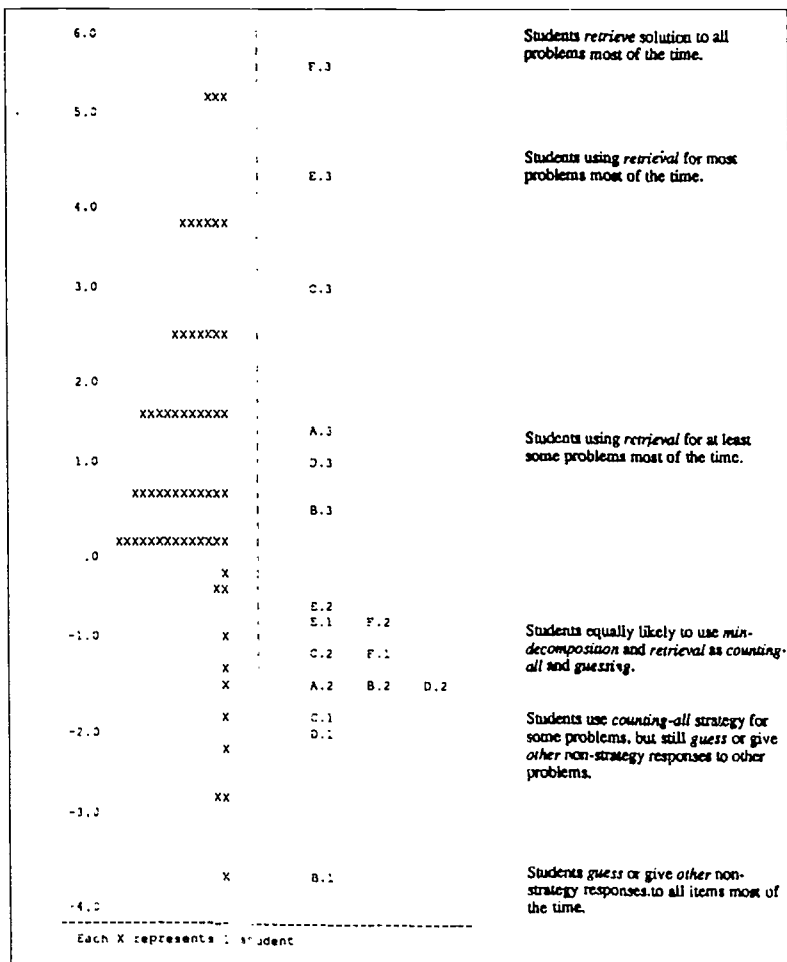 6.0 Students retrieve solution to all
problems most of the time.
F.3
XXX
5.0
Students using retrieval for most
problems most of the time.
E.3
4.0
XXXXXX
3.0 C.3
XXXXXXX
2.0
XXXXXXXXXXX
A.3
Students using retrieval for at least
some problems most of the time.
1.0 D.3
XXXXXXXXXXXX
B.3
XXXXXXXXXXXXXX
.0
X
XX
E.2
E.1 F.2
-1.0 X
Students equally likely to use min-
decomposition and retrieval as counting-
all and guessing.
C.2 F.1
X
X A.2 B.2 D.2
X C.1
-2.0 D.1
Students use counting-all strategy for
some problems, but still guess or give
other non-strategy responses to other
problems.
X
XX
-3.0
X B.1
Students guess or give other non-
strategy responses to all items most of
the time.
-4.0
Each X represents 1 student